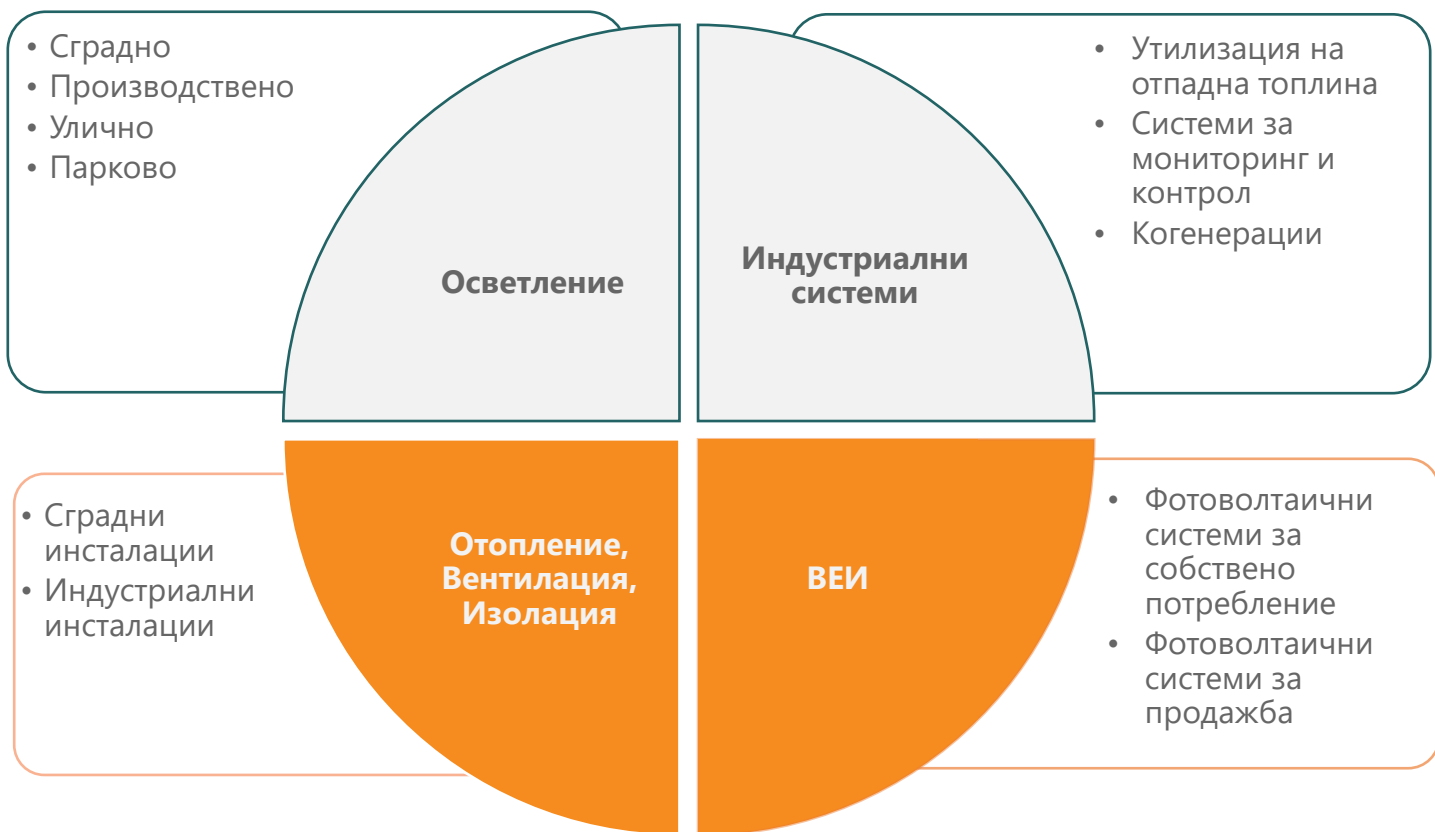 • Сградно
• Производствено
• Улично
• Парково
Осветление
• Утилизация на
отпадна топлина
• Системи за
мониторинг и
контрол
• Когенерации
Индустриални
системи
• Сградни
инсталации
• Индустриални
инсталации
Отопление,
Вентилация,
Изолация
ВЕИ
• Фотоволтаични
системи за
собствено
потребление
• Фотоволтаични
системи за
продажба